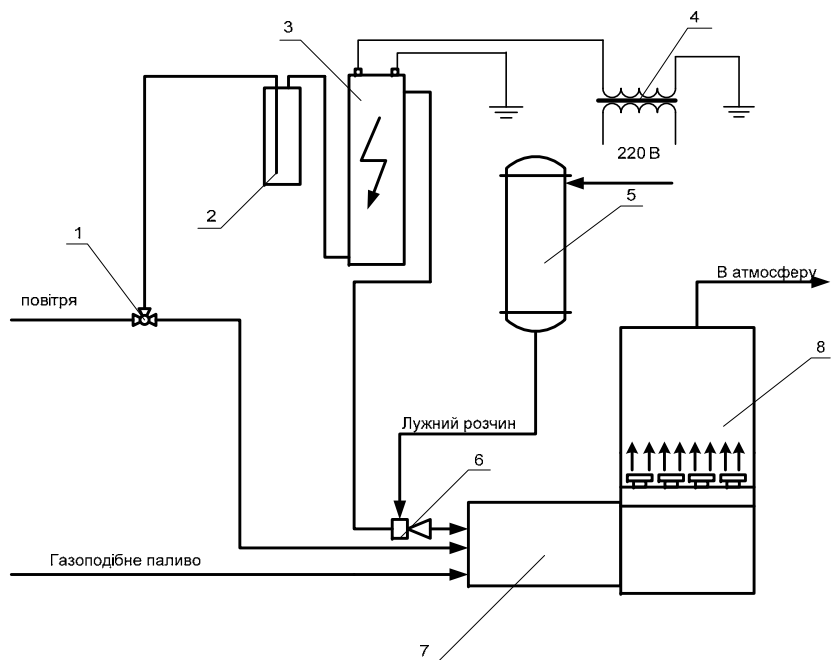 3
4
220 В
2
5
1
повітря
В атмосферу
8
Лужний розчин
6
Газоподібне паливо
7